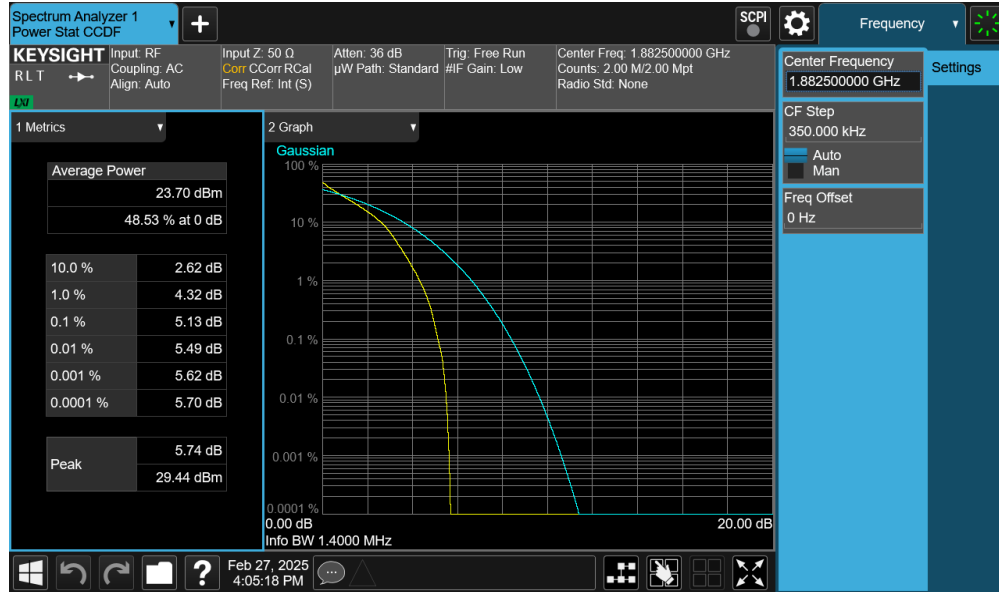 Spectrum Analyzer 1
Power Stat CCDF
SCPI
Frequency
KEYSIGHT
R L T
LXI
Input: RF
Coupling: AC
Align: Auto
Input Z: 50 Ω
Corr CCorr RCal
Freq Ref: Int (S)
Atten: 36 dB
µW Path: Standard
Trig: Free Run
#IF Gain: Low
Center Freq: 1.882500000 GHz
Counts: 2.00 M/2.00 Mpt
Radio Std: None
Center Frequency
1.882500000 GHz
Settings
CF Step
350.000 kHz
Auto
Man
Freq Offset
0 Hz
1 Metrics
Average Power
23.70 dBm
48.53 % at 0 dB
10.0 % 2.62 dB
1.0 % 4.32 dB
0.1 % 5.13 dB
0.01 % 5.49 dB
0.001 % 5.62 dB
0.0001 % 5.70 dB
Peak
5.74 dB
29.44 dBm
2 Graph
Gaussian
100 %
10 %
1 %
0.1 %
0.01 %
0.001 %
0.0001 %
0.00 dB 20.00 dB
Info BW 1.4000 MHz
?
Feb 27, 2025
4:05:18 PM